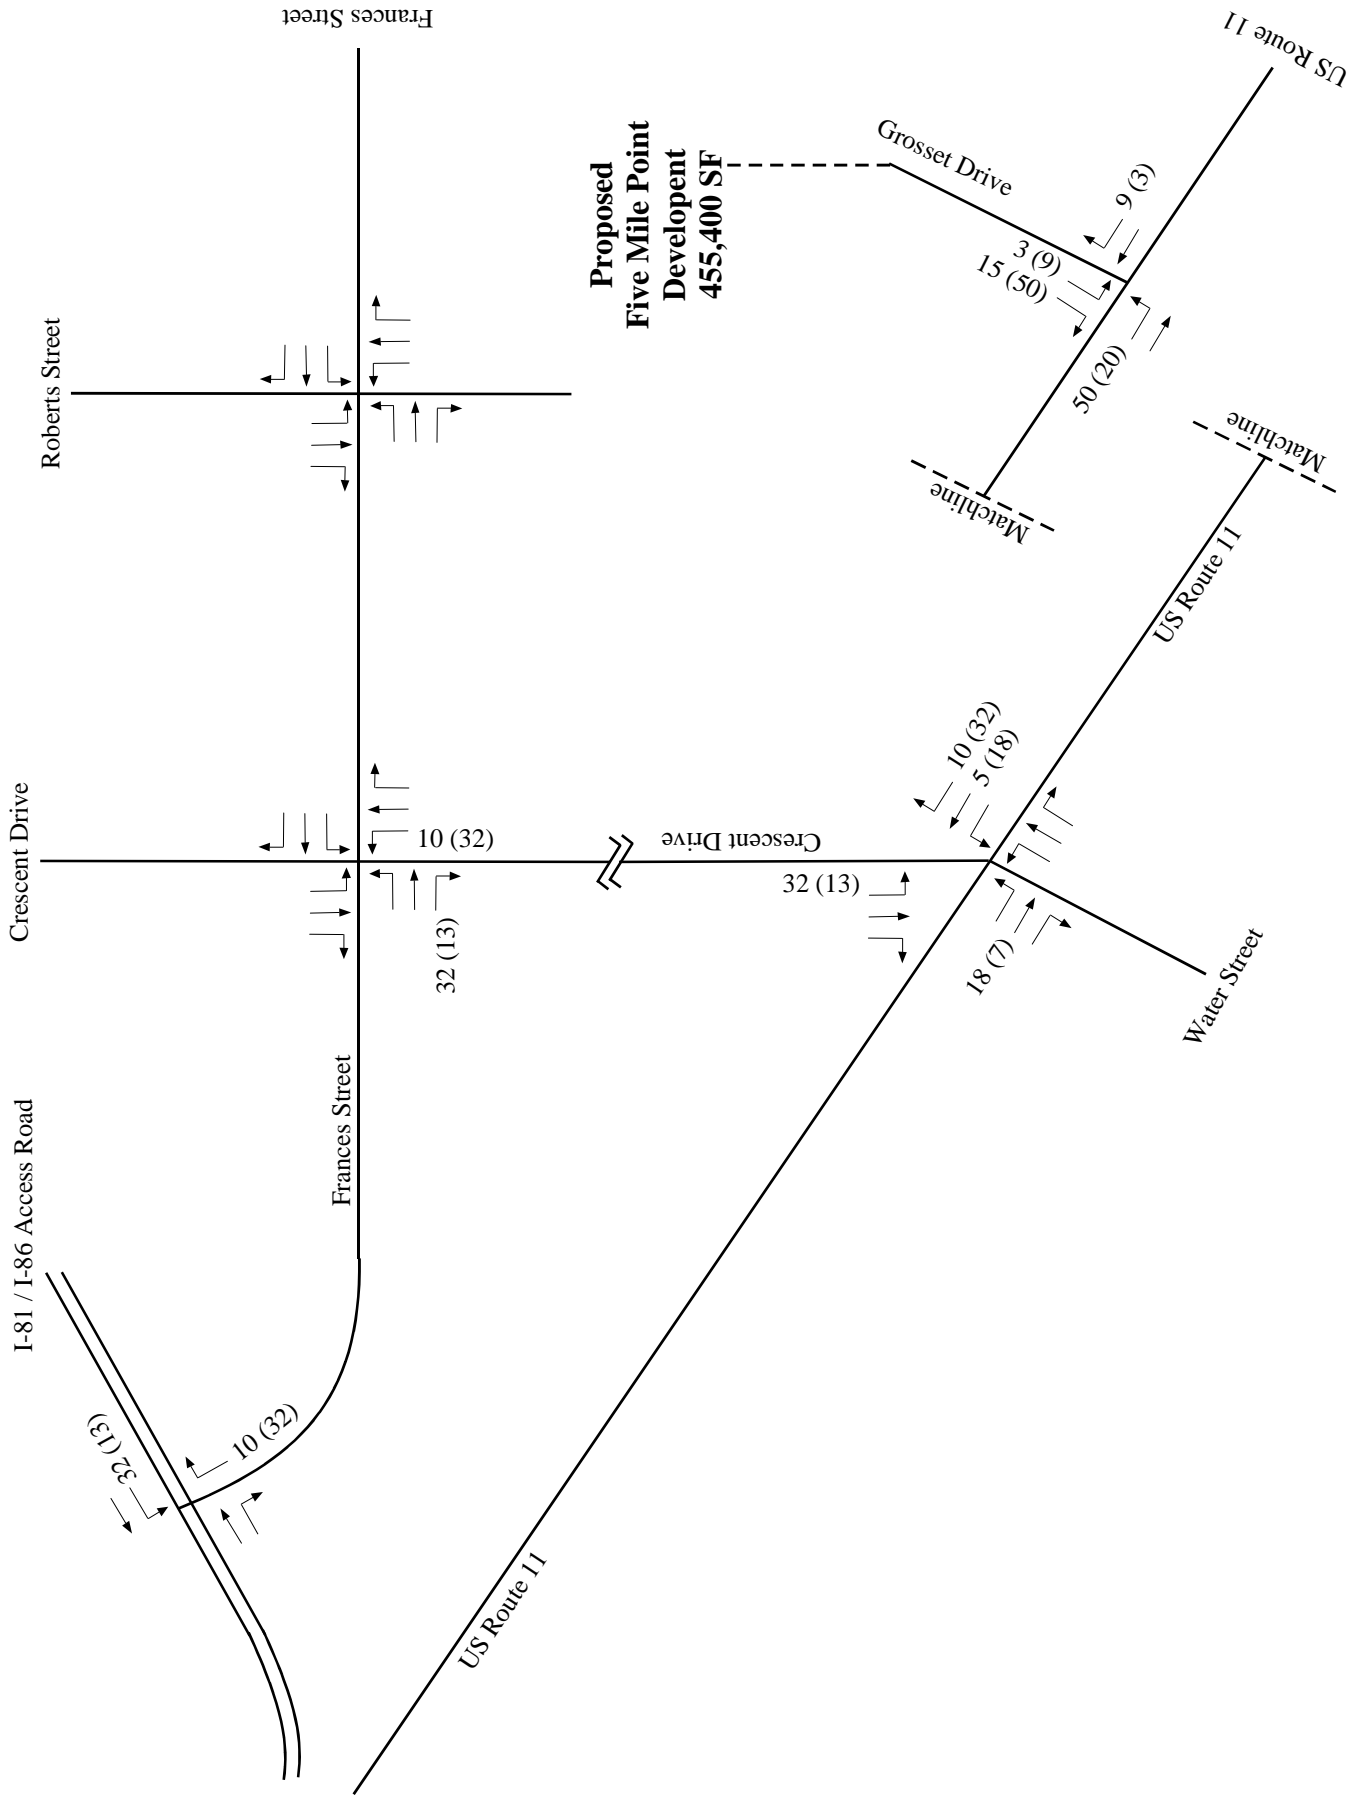 Frances Street
US Route 11
Grosset Drive
Proposed
Five Mile Point
Developent
455,400 SF
9 (3)
3 (9)
15 (50)
50 (20)
Roberts Street
Matchline
Matchline
US Route 11
10 (32)
5 (18)
Crescent Drive
10 (32)
Crescent Drive
32 (13)
32 (13)
18 (7)
Water Street
Frances Street
I-81 / I-86 Access Road
32 (13)
10 (32)
US Route 11